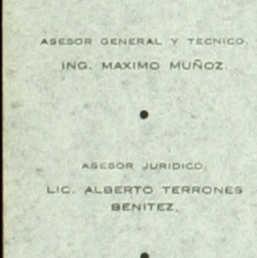 ASESOR GENERAL Y TECNICO,
ING. MAXIMO MUÑOZ.
ASESOR JURIDICO,
LIC. ALBERTO TERRONES
BENITEZ.